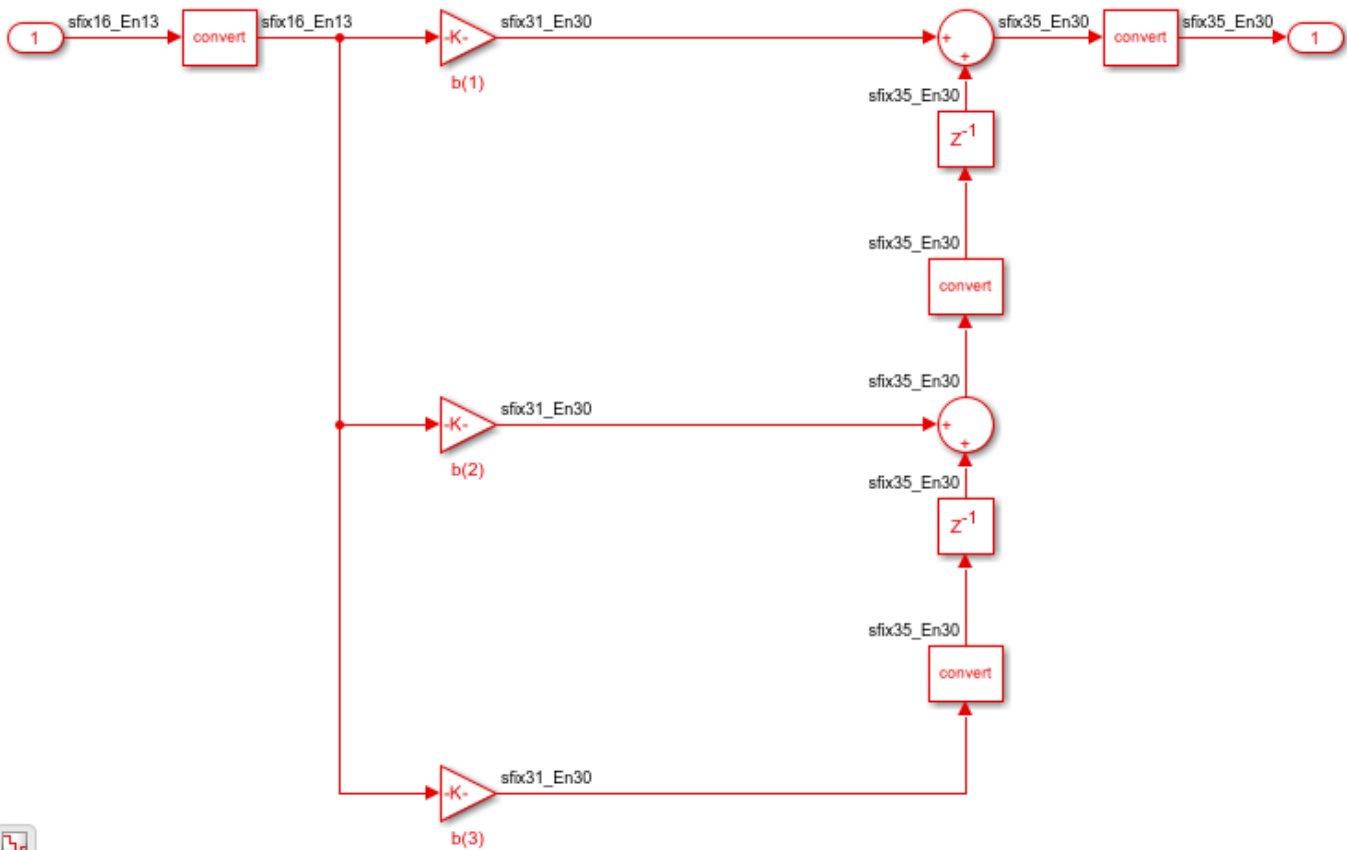 sfix16_En13
sfix16_En13
sfix31_En30
sfix35_En30
sfix35_En30
1
convert
-K-
+
+
convert
1
b(1)
sfix35_En30
Z-1
sfix35_En30
convert
sfix31_En30
sfix35_En30
-K-
+
+
b(2)
sfix35_En30
Z-1
sfix35_En30
convert
sfix31_En30
-K-
b(3)